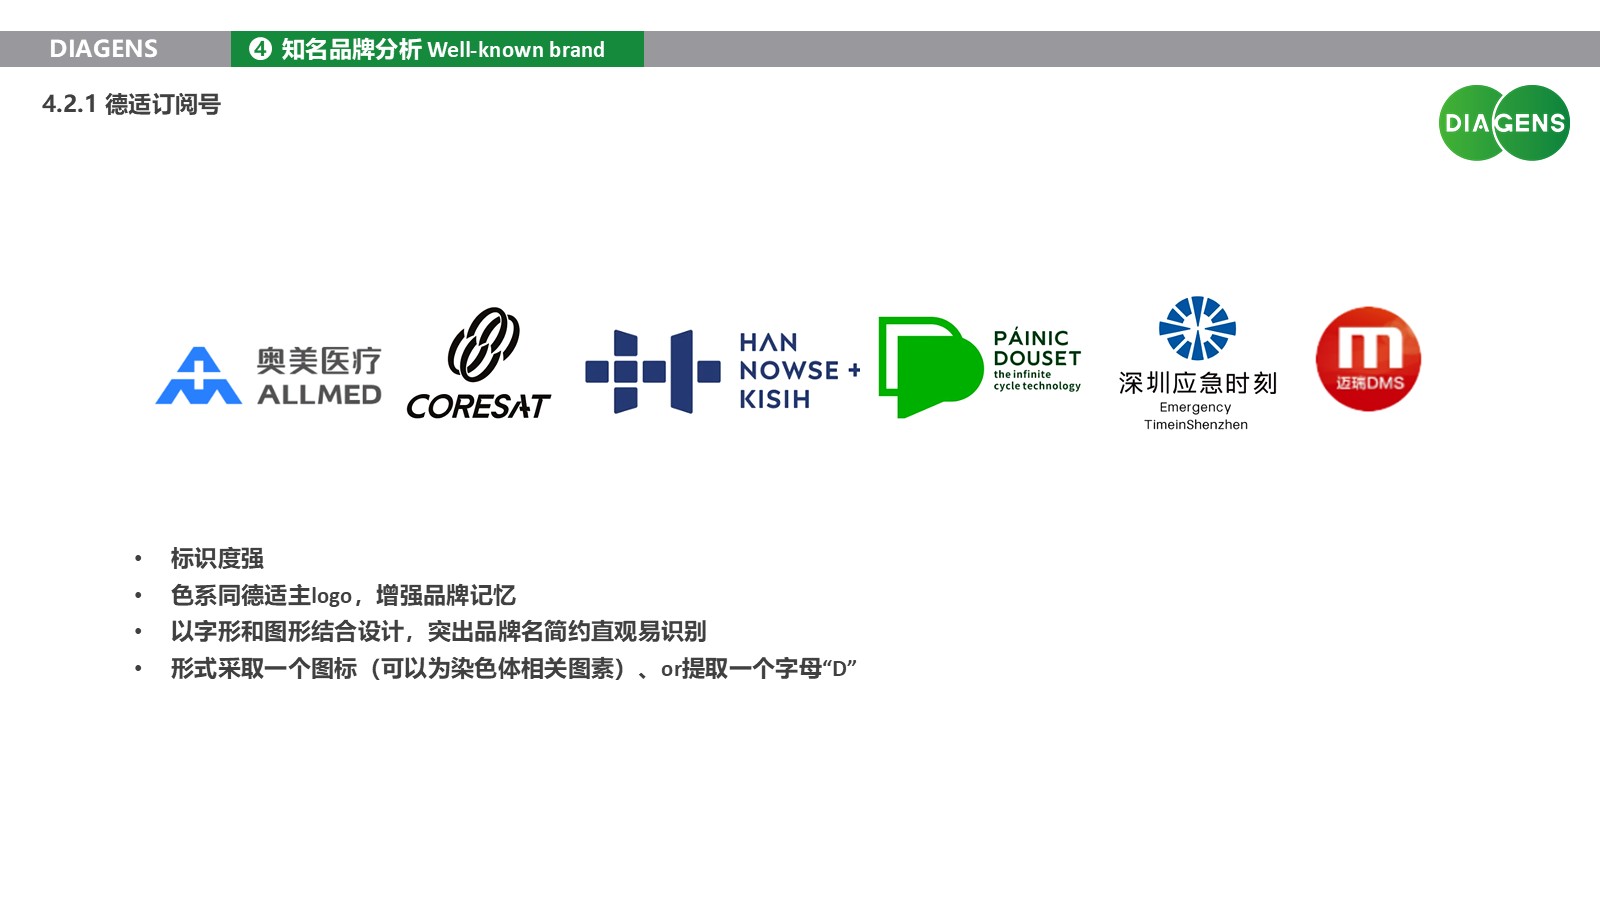 DIAGENS
❹ 知名品牌分析 Well-known brand
4.2.1 德适订阅号
DIAGENS
奥美医疗
ALLMED
CORESAT
HAN
NOWSE +
KISIH
PÁINIC
DOUSET
the infinite
cycle technology
深圳应急时刻
Emergency
TimeinShenzhen
m
迈瑞DMS
• 标识度强
• 色系同德适主logo，增强品牌记忆
• 以字形和图形结合设计，突出品牌名简约直观易识别
• 形式采取一个图标（可以为染色体相关图素）、or提取一个字母“D”